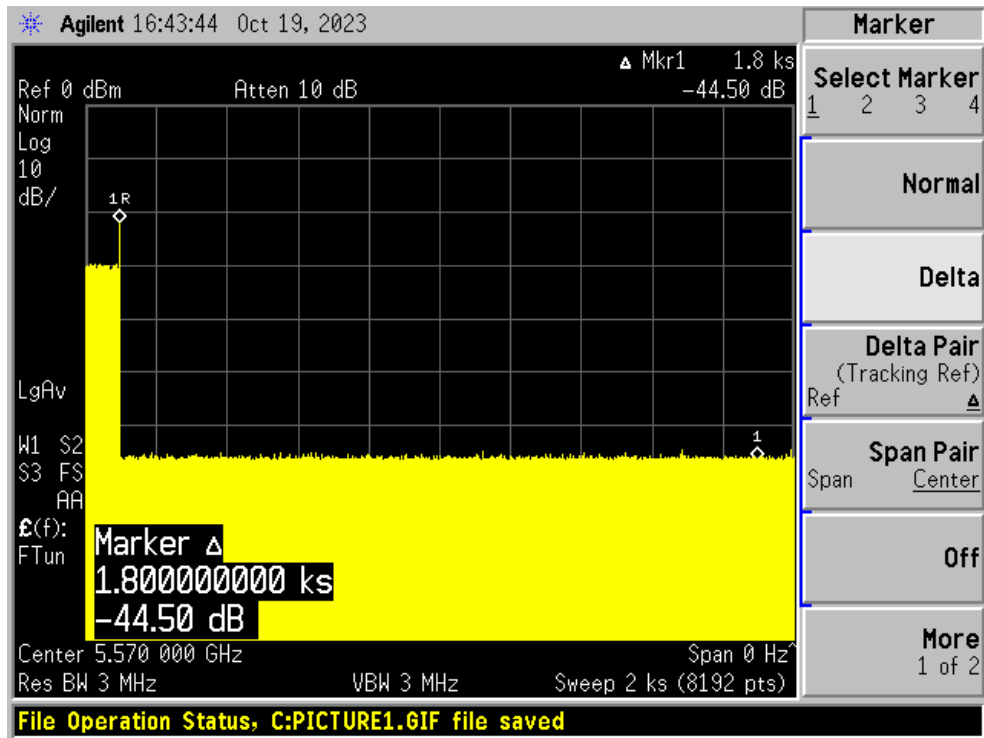 Agilent 16:43:44 Oct 19, 2023
Δ Mkr1 1.8 ks
Ref 0 dBm Atten 10 dB -44.50 dB
Norm
Log
10
dB/
1R
LgAv
1
W1 S2
S3 FS
AA
£(f):
FTun
Marker Δ
1.800000000 ks
-44.50 dB
Center 5.570 000 GHz Span 0 Hz^
Res BW 3 MHz VBW 3 MHz Sweep 2 ks (8192 pts)
File Operation Status, C:PICTURE1.GIF file saved
Marker
Select Marker
1 2 3 4
Normal
Delta
Delta Pair
(Tracking Ref)
Ref Δ
Span Pair
Span Center
Off
More
1 of 2